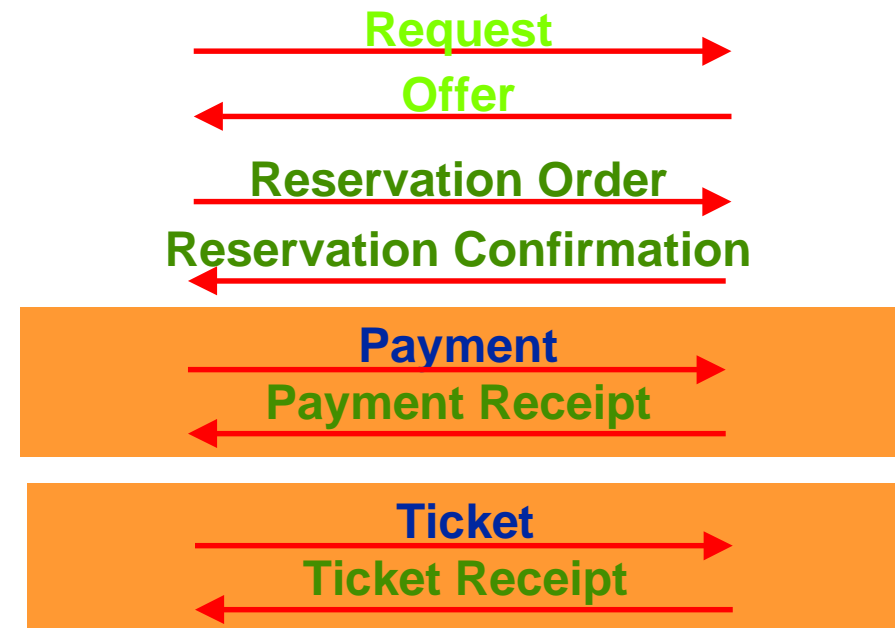 Request
Offer
Reservation Order
Reservation Confirmation
Payment
Payment Receipt
Ticket
Ticket Receipt